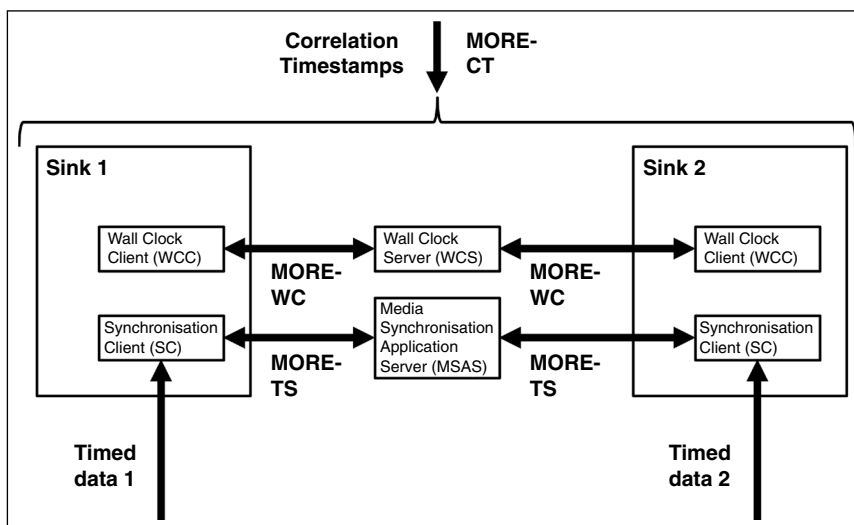 Correlation
Timestamps
MORE-
CT
Sink 1
Sink 2
Wall Clock
Client (WCC)
Wall Clock
Server (WCS)
Wall Clock
Client (WCC)
MORE-
WC
MORE-
WC
Synchronisation
Client (SC)
Media
Synchronisation
Application
Server (MSAS)
Synchronisation
Client (SC)
MORE-
TS
MORE-
TS
Timed
data 1
Timed
data 2